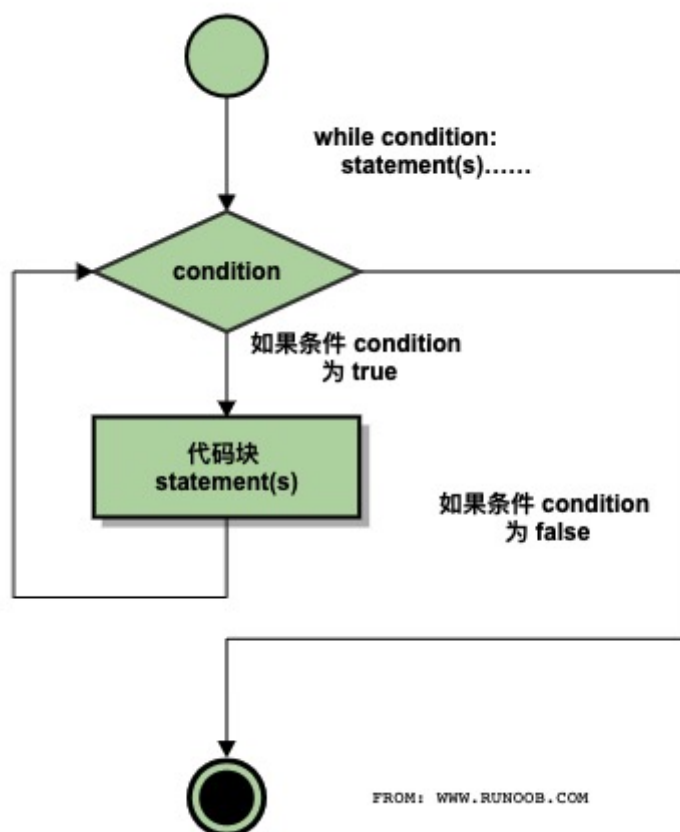 while condition:
statement(s)……
condition
如果条件 condition
为 true
代码块
statement(s)
如果条件 condition
为 false
FROM: WWW.RUNOOB.COM